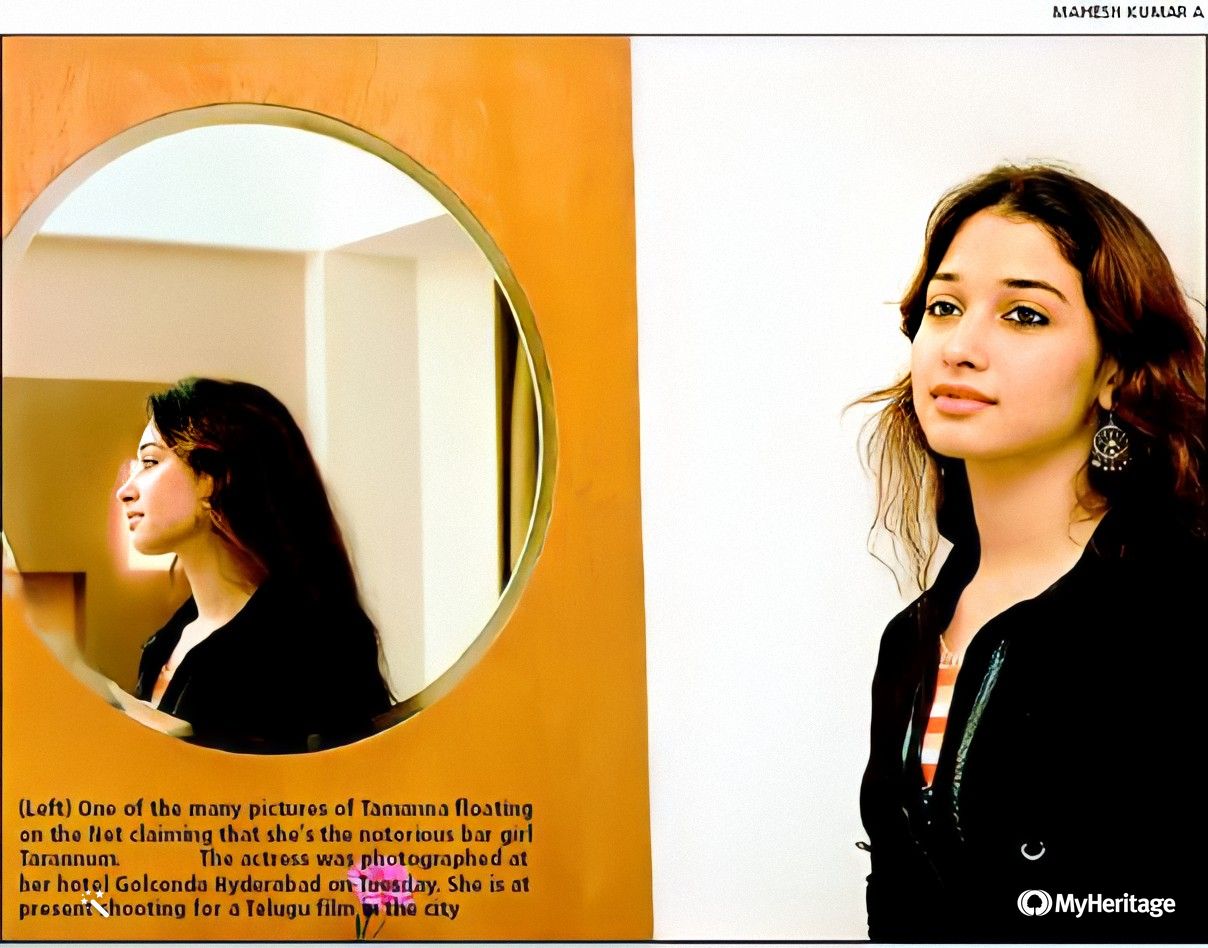 MAHESH KUMAR A
(Left) One of the many pictures of Tamanna floating
on the Net claiming that she's the notorious bar girl
Tarannum. The actress was photographed at
her hotel Golconda Hyderabad on Tuesday. She is at
present shooting for a Telugu film in the city
MyHeritage